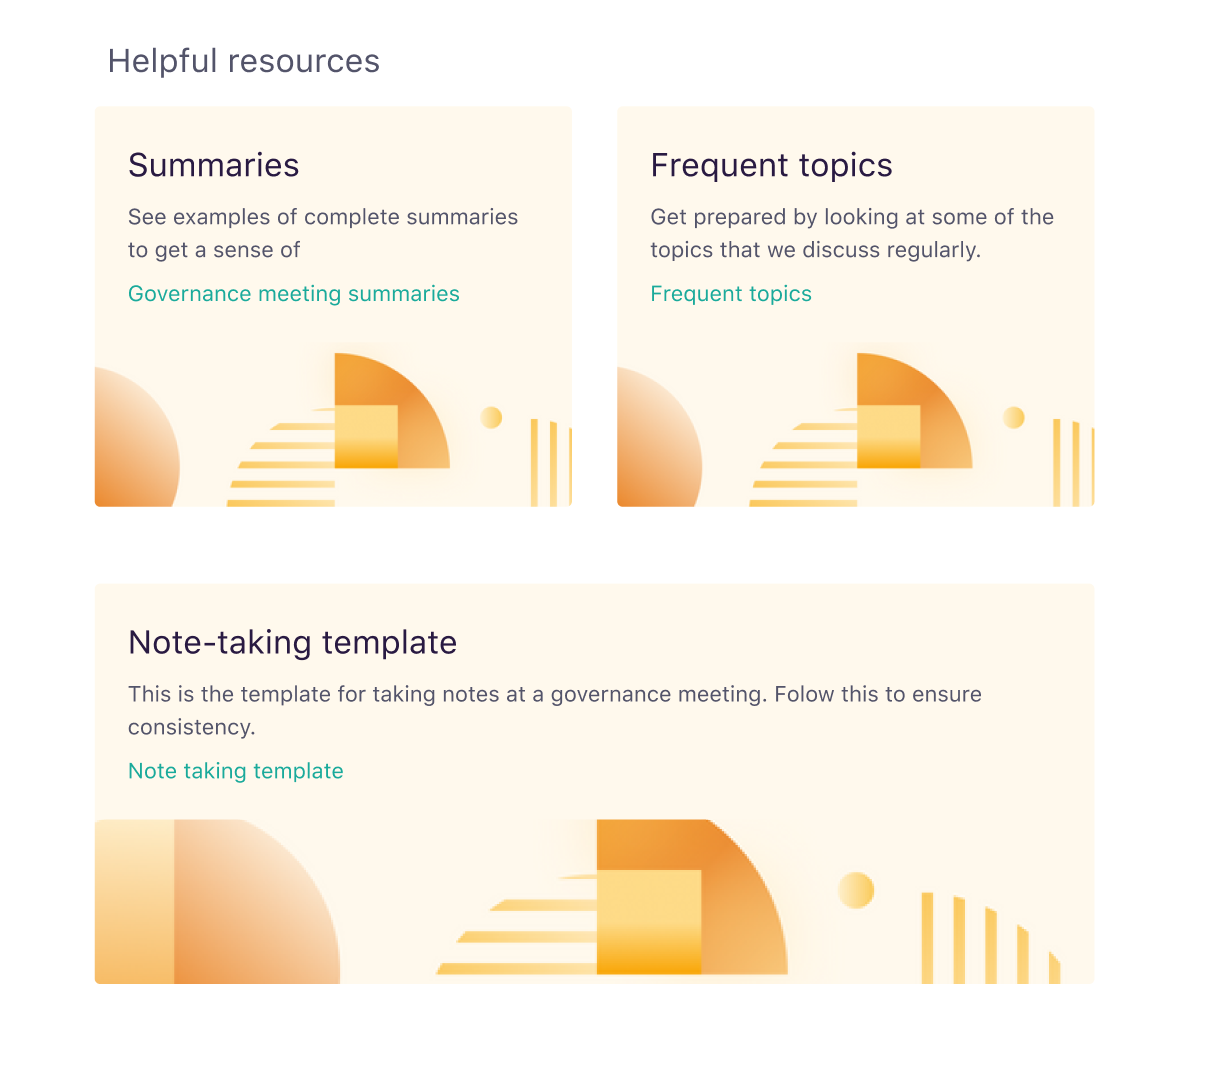 Helpful resources
Summaries
See examples of complete summaries
to get a sense of
Governance meeting summaries
Frequent topics
Get prepared by looking at some of the
topics that we discuss regularly.
Frequent topics
Note-taking template
This is the template for taking notes at a governance meeting. Folow this to ensure
consistency.
Note taking template